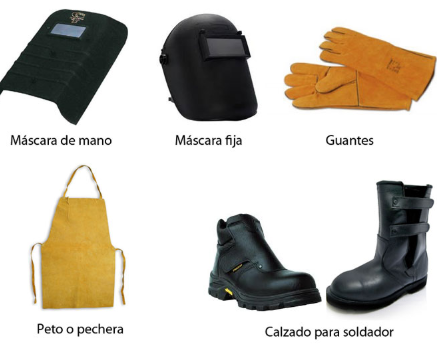 Máscara de mano
Máscara fija
Guantes
Peto o pechera
Calzado para soldador